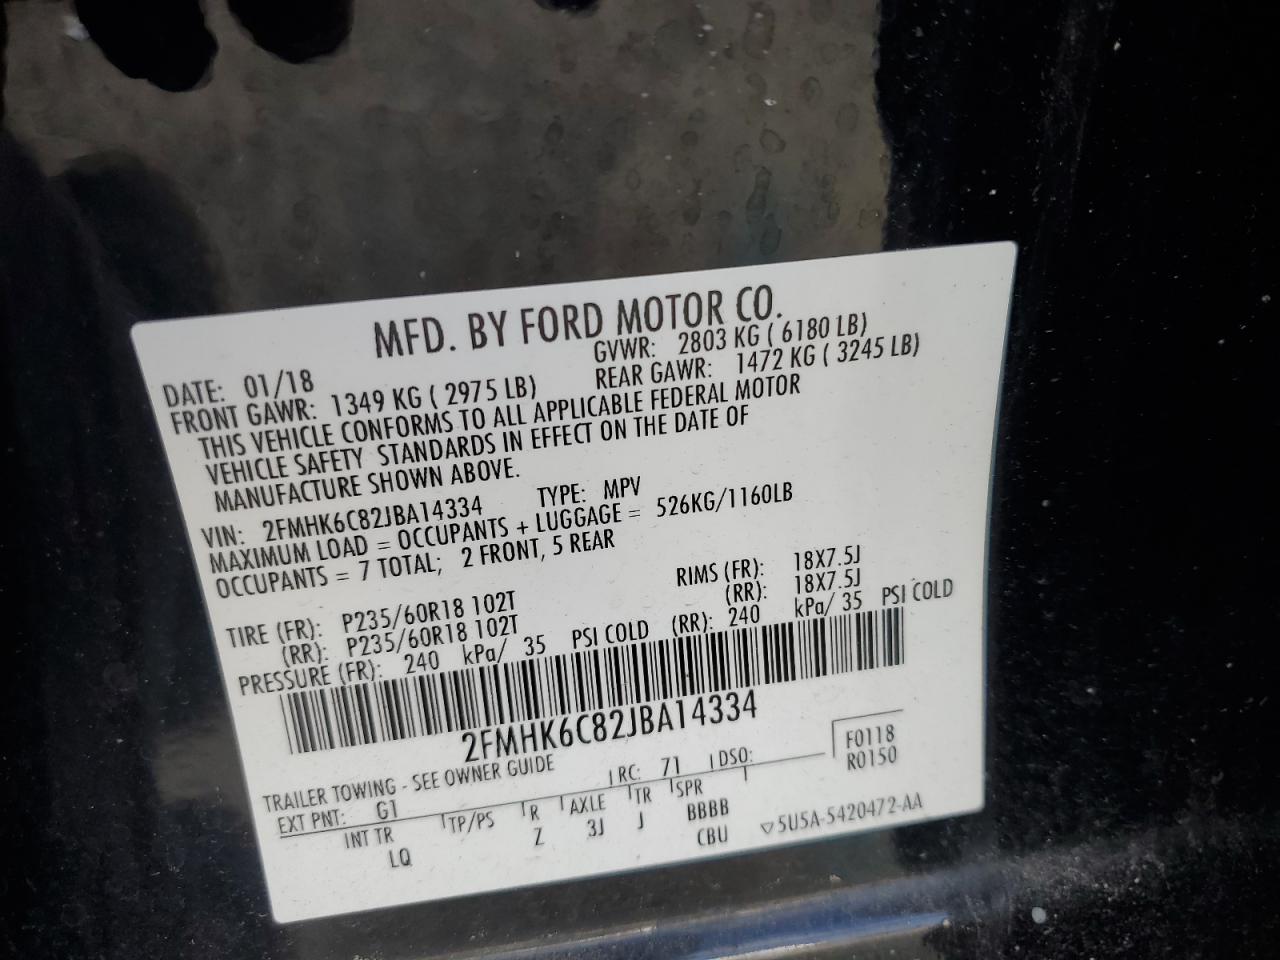 MFD. BY FORD MOTOR CO.
DATE: 01/18 GVWR: 2803 KG ( 6180 LB)
FRONT GAWR: 1349 KG ( 2975 LB) REAR GAWR: 1472 KG ( 3245 LB)
THIS VEHICLE CONFORMS TO ALL APPLICABLE FEDERAL MOTOR
VEHICLE SAFETY STANDARDS IN EFFECT ON THE DATE OF
MANUFACTURE SHOWN ABOVE.
VIN: 2FMHK6C82JBA14334 TYPE: MPV
MAXIMUM LOAD = OCCUPANTS + LUGGAGE = 526KG/1160LB
OCCUPANTS = 7 TOTAL; 2 FRONT, 5 REAR
TIRE (FR): P235/60R18 102T RIMS (FR): 18X7.5J
(RR): P235/60R18 102T (RR): 18X7.5J
PRESSURE (FR): 240 kPa/ 35 PSI COLD (RR): 240 kPa/ 35 PSI COLD
2FMHK6C82JBA14334
TRAILER TOWING - SEE OWNER GUIDE
EXT PNT: G1 RC: 71 DSO: F0118
R0150
INT TR TP/PS R AXLE TR SPR
LQ Z 3J J BBBB
CBU ▽5U5A-5420472-AA